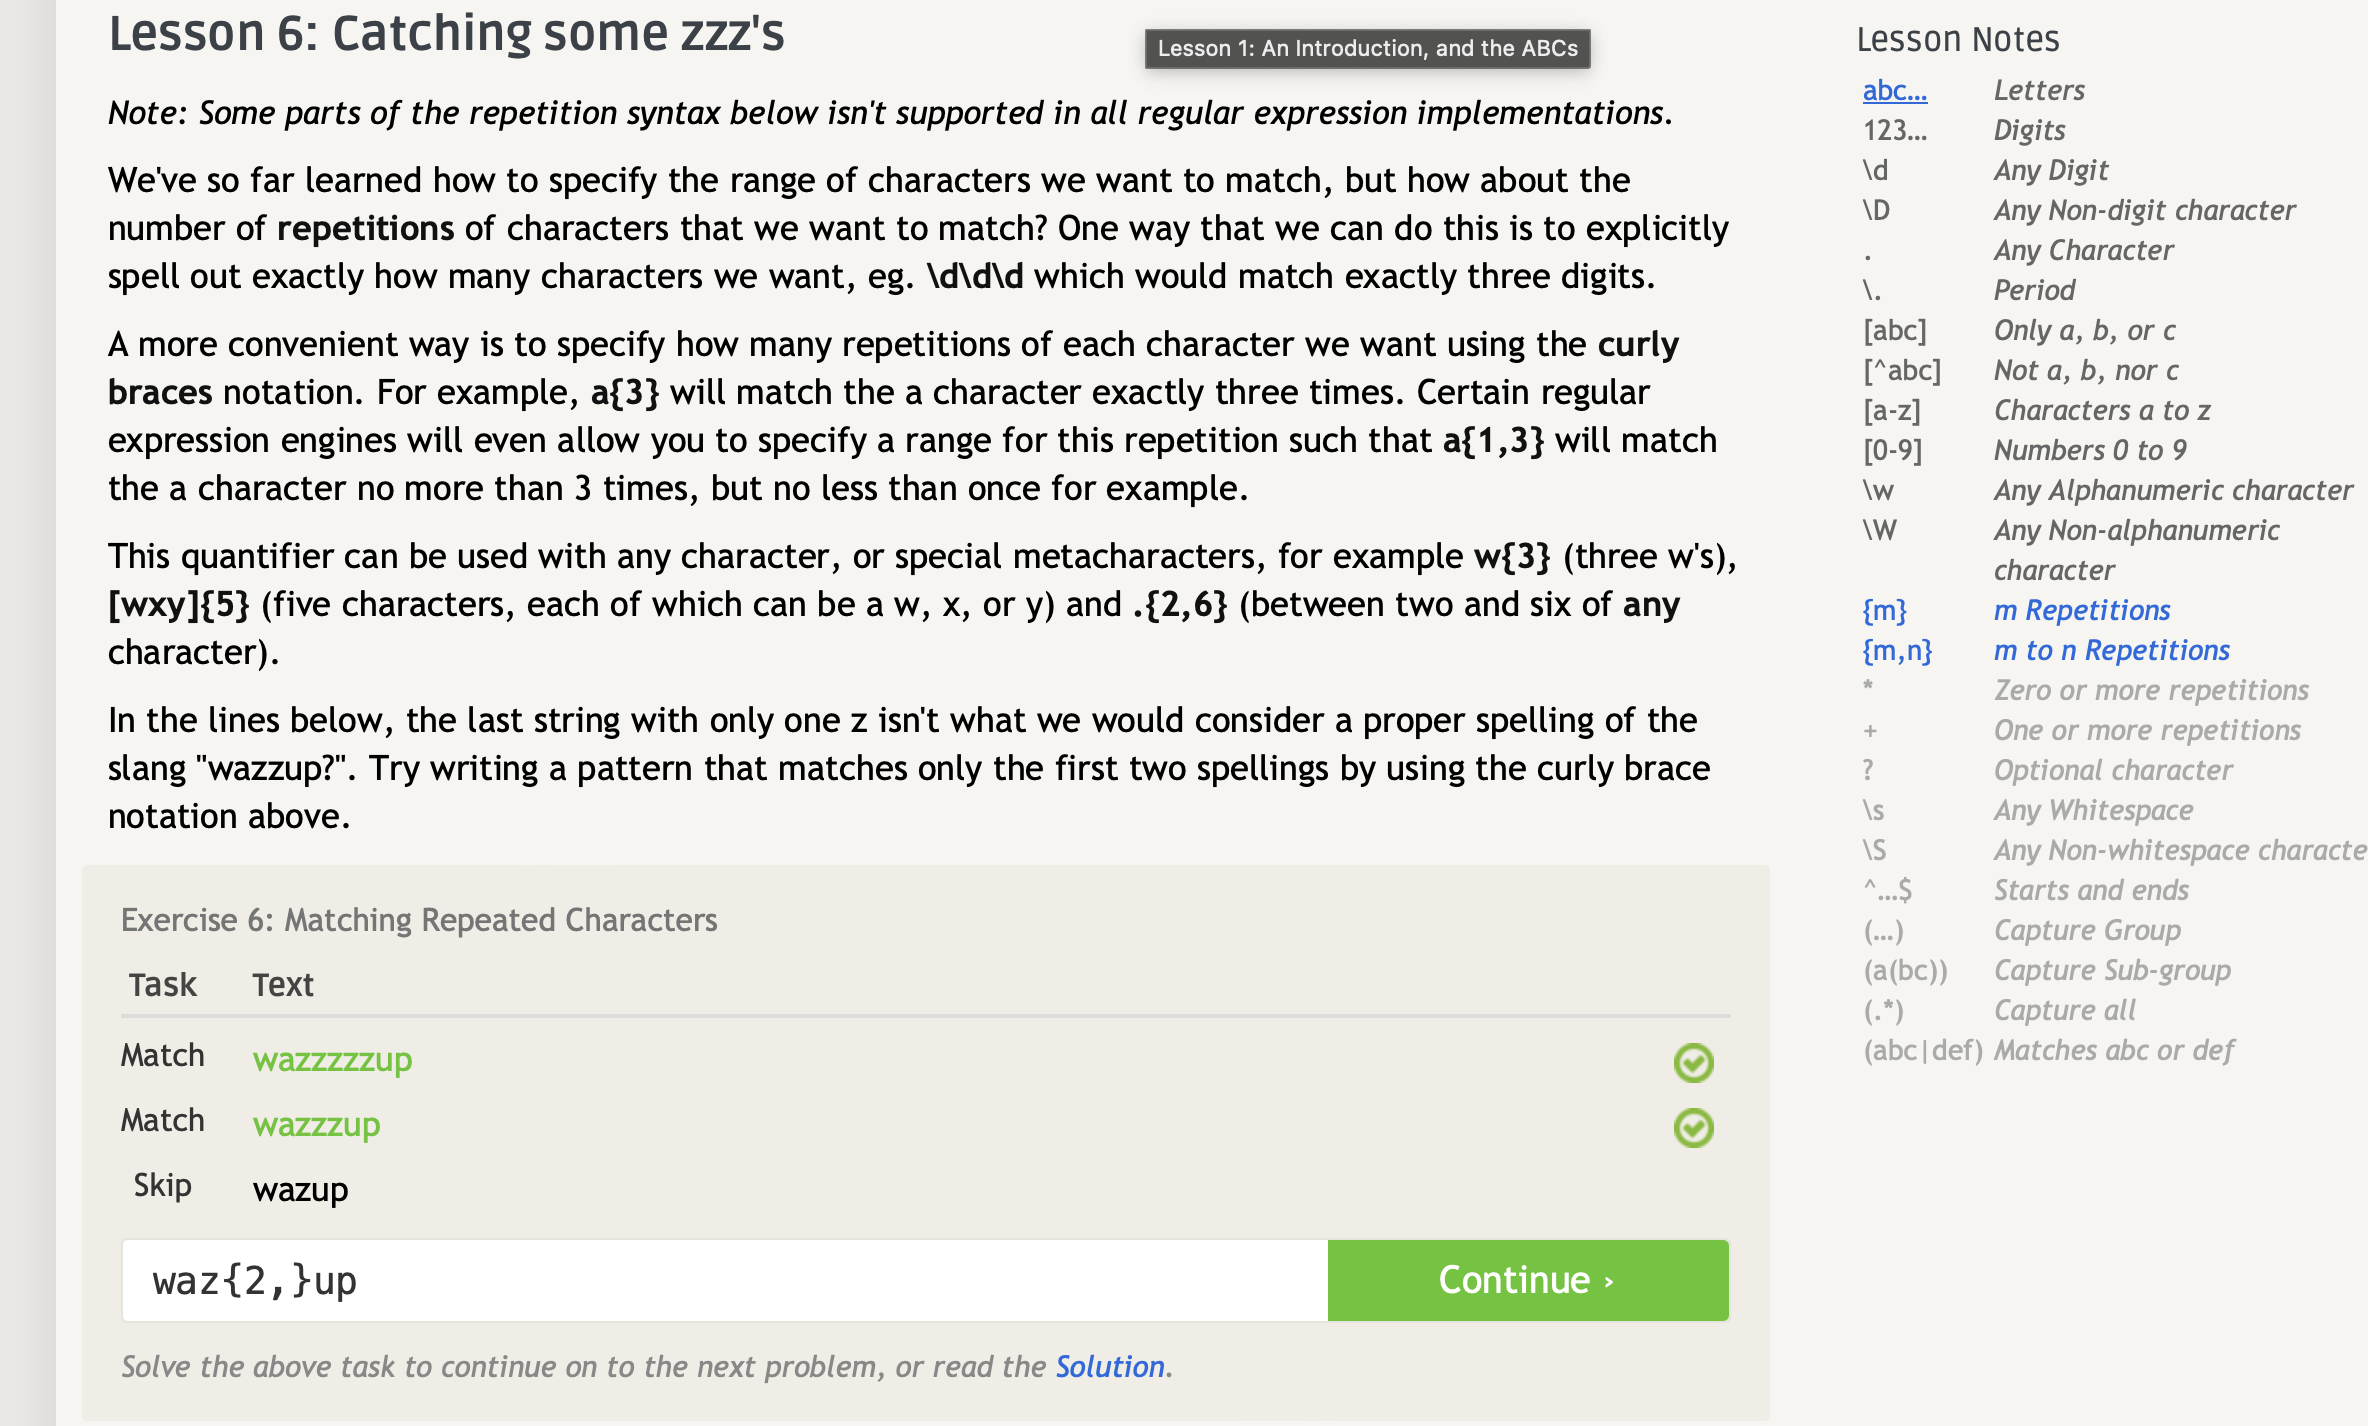 Lesson 6: Catching some zzz's
Lesson 1: An Introduction, and the ABCs
Note: Some parts of the repetition syntax below isn't supported in all regular expression implementations.
We've so far learned how to specify the range of characters we want to match, but how about the
number of repetitions of characters that we want to match? One way that we can do this is to explicitly
spell out exactly how many characters we want, eg. \d\d\d which would match exactly three digits.
A more convenient way is to specify how many repetitions of each character we want using the curly
braces notation. For example, a{3} will match the a character exactly three times. Certain regular
expression engines will even allow you to specify a range for this repetition such that a{1,3} will match
the a character no more than 3 times, but no less than once for example.
This quantifier can be used with any character, or special metacharacters, for example w{3} (three w's),
[wxy]{5} (five characters, each of which can be a w, x, or y) and .{2,6} (between two and six of any
character).
In the lines below, the last string with only one z isn't what we would consider a proper spelling of the
slang "wazzup?". Try writing a pattern that matches only the first two spellings by using the curly brace
notation above.
Exercise 6: Matching Repeated Characters
Task Text
Match wazzzzzup
Match wazzzup
Skip wazup
waz{2,}up
Continue ›
Solve the above task to continue on to the next problem, or read the Solution.
Lesson Notes
abc… Letters
123… Digits
\d Any Digit
\D Any Non-digit character
. Any Character
\. Period
[abc] Only a, b, or c
[^abc] Not a, b, nor c
[a-z] Characters a to z
[0-9] Numbers 0 to 9
\w Any Alphanumeric character
\W Any Non-alphanumeric
character
{m} m Repetitions
{m,n} m to n Repetitions
* Zero or more repetitions
+ One or more repetitions
? Optional character
\s Any Whitespace
\S Any Non-whitespace characte
^…$ Starts and ends
(…) Capture Group
(a(bc)) Capture Sub-group
(.*) Capture all
(abc|def) Matches abc or def